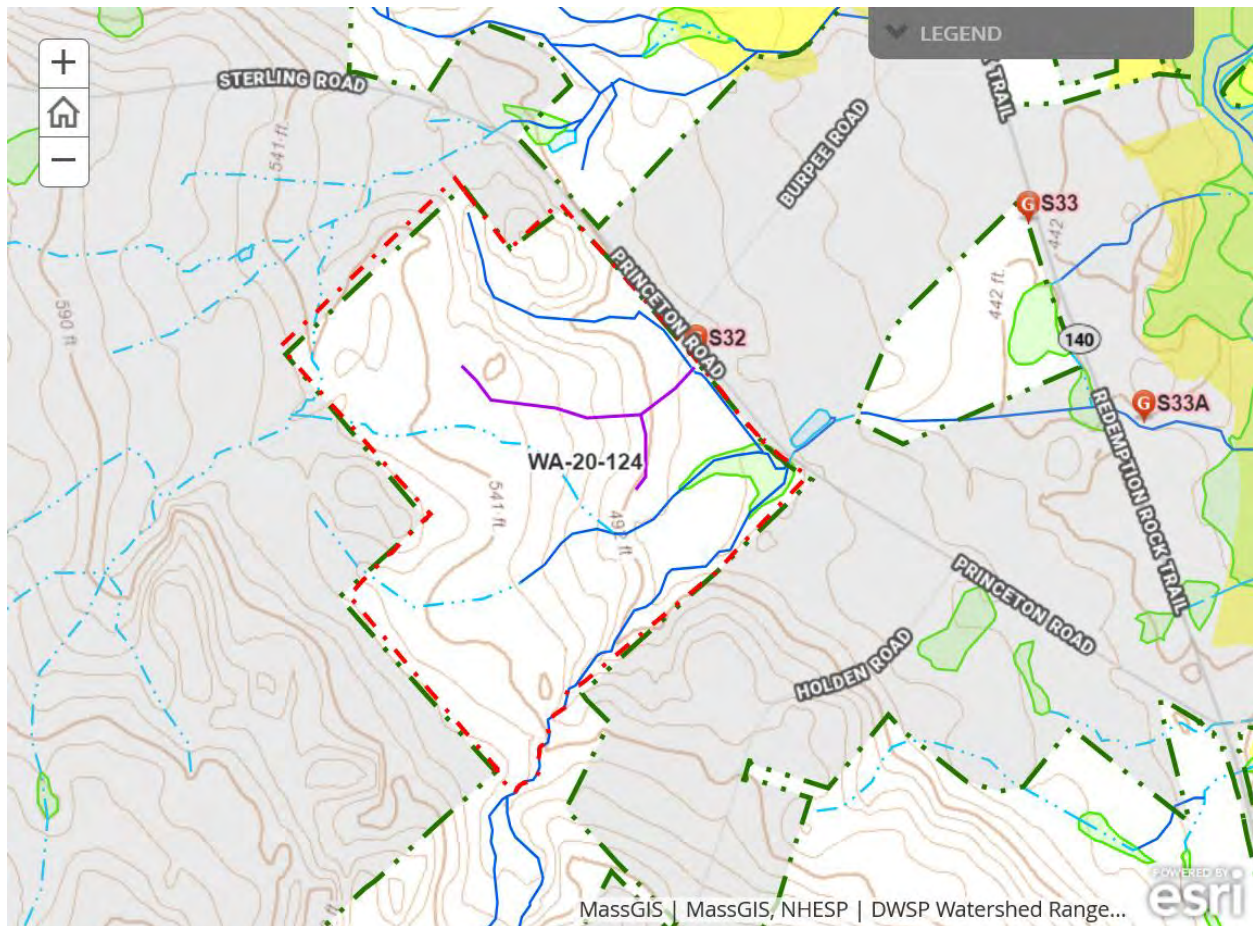 LEGEND
+
−
STERLING ROAD
K TRAIL
541 ft.
BURPEE ROAD
G S33
442
PRINCETON ROAD
442 ft.
590 ft.
G S32
140
G S33A
WA-20-124
REDEMPTION ROCK TRAIL
541 ft.
492 ft
PRINCETON ROAD
HOLDEN ROAD
POWERED BY
esri
MassGIS | MassGIS, NHESP | DWSP Watershed Range...